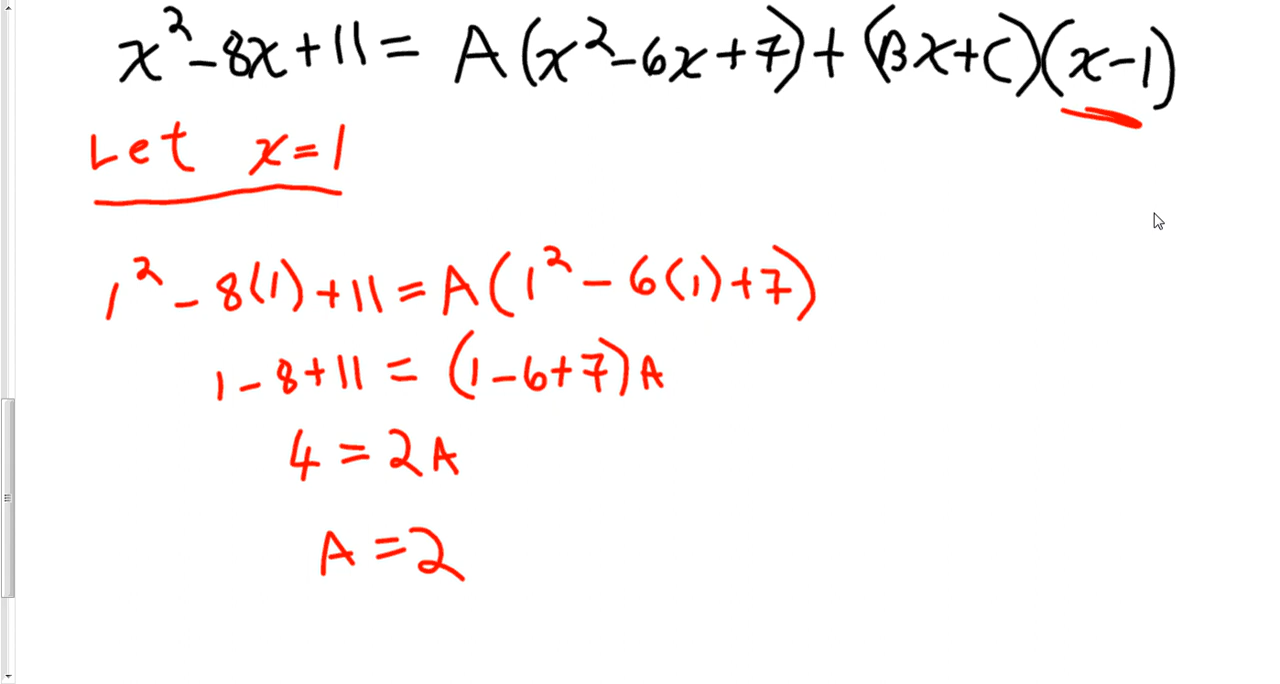 x²-8x+11 = A(x²-6x+7)+(Bx+C)(x-1)
Let x=1
1²-8(1)+11=A(1²-6(1)+7)
1-8+11=(1-6+7)A
4=2A
A=2